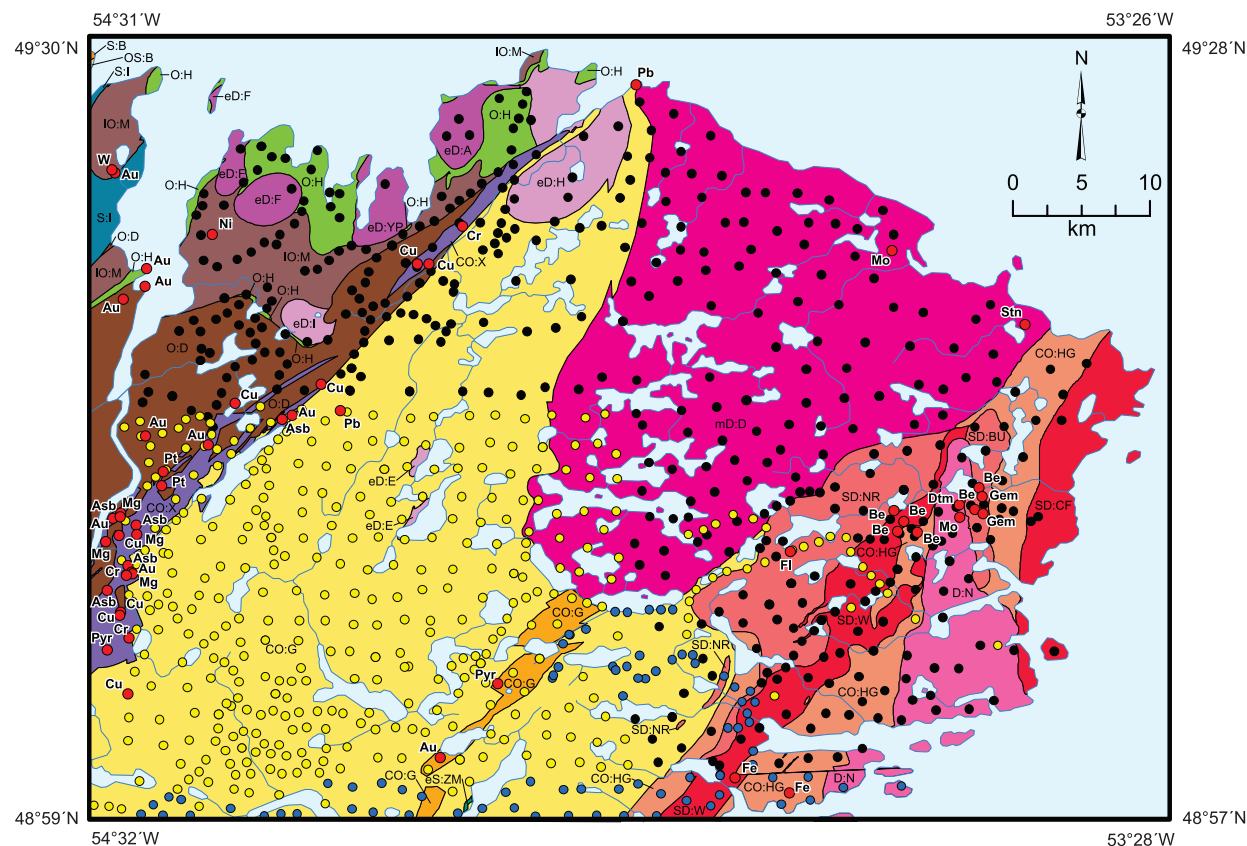 54°31´W
53°26´W
49°30´N
49°28´N
S:B
OS:B
S:I
O:H
eD:F
IO:M
O:H
Pb
N
IO:M
O:H
eD:A
W
Au
O:H
eD:F
O:H
eD:H
eD:F
O:H
0
5
10
km
S:I
Ni
eD:YP
Cr
O:D
IO:M
Cu
Mo
O:H
Au
IO:M
Cu
CO:X
Au
O:H
O:H
Au
Stn
eD:I
O:D
O:H
CO:HG
Cu
Cu
O:D
Au
Pb
Asb
mD:D
Au
Au
SD:BU
Pt
eD:E
Pt
Be
SD:NR
Dtm
Be
Gem
Asb
Mg
CO:X
SD:CF
Au
Asb
eD:E
Be
Be
Gem
Cu
Mg
Be
Mo
Be
Mg
Asb
CO:HG
Cr
Au
Fl
Mg
D:N
Asb
Cu
CO:G
Cu
SD:W
Cr
Pyr
CO:G
SD:NR
Pyr
Cu
CO:G
CO:HG
SD:NR
Au
CO:G
eS:ZM
CO:HG
Fe
D:N
CO:HG
Fe
SD:W
48°59´N
48°57´N
54°32´W
53°28´W